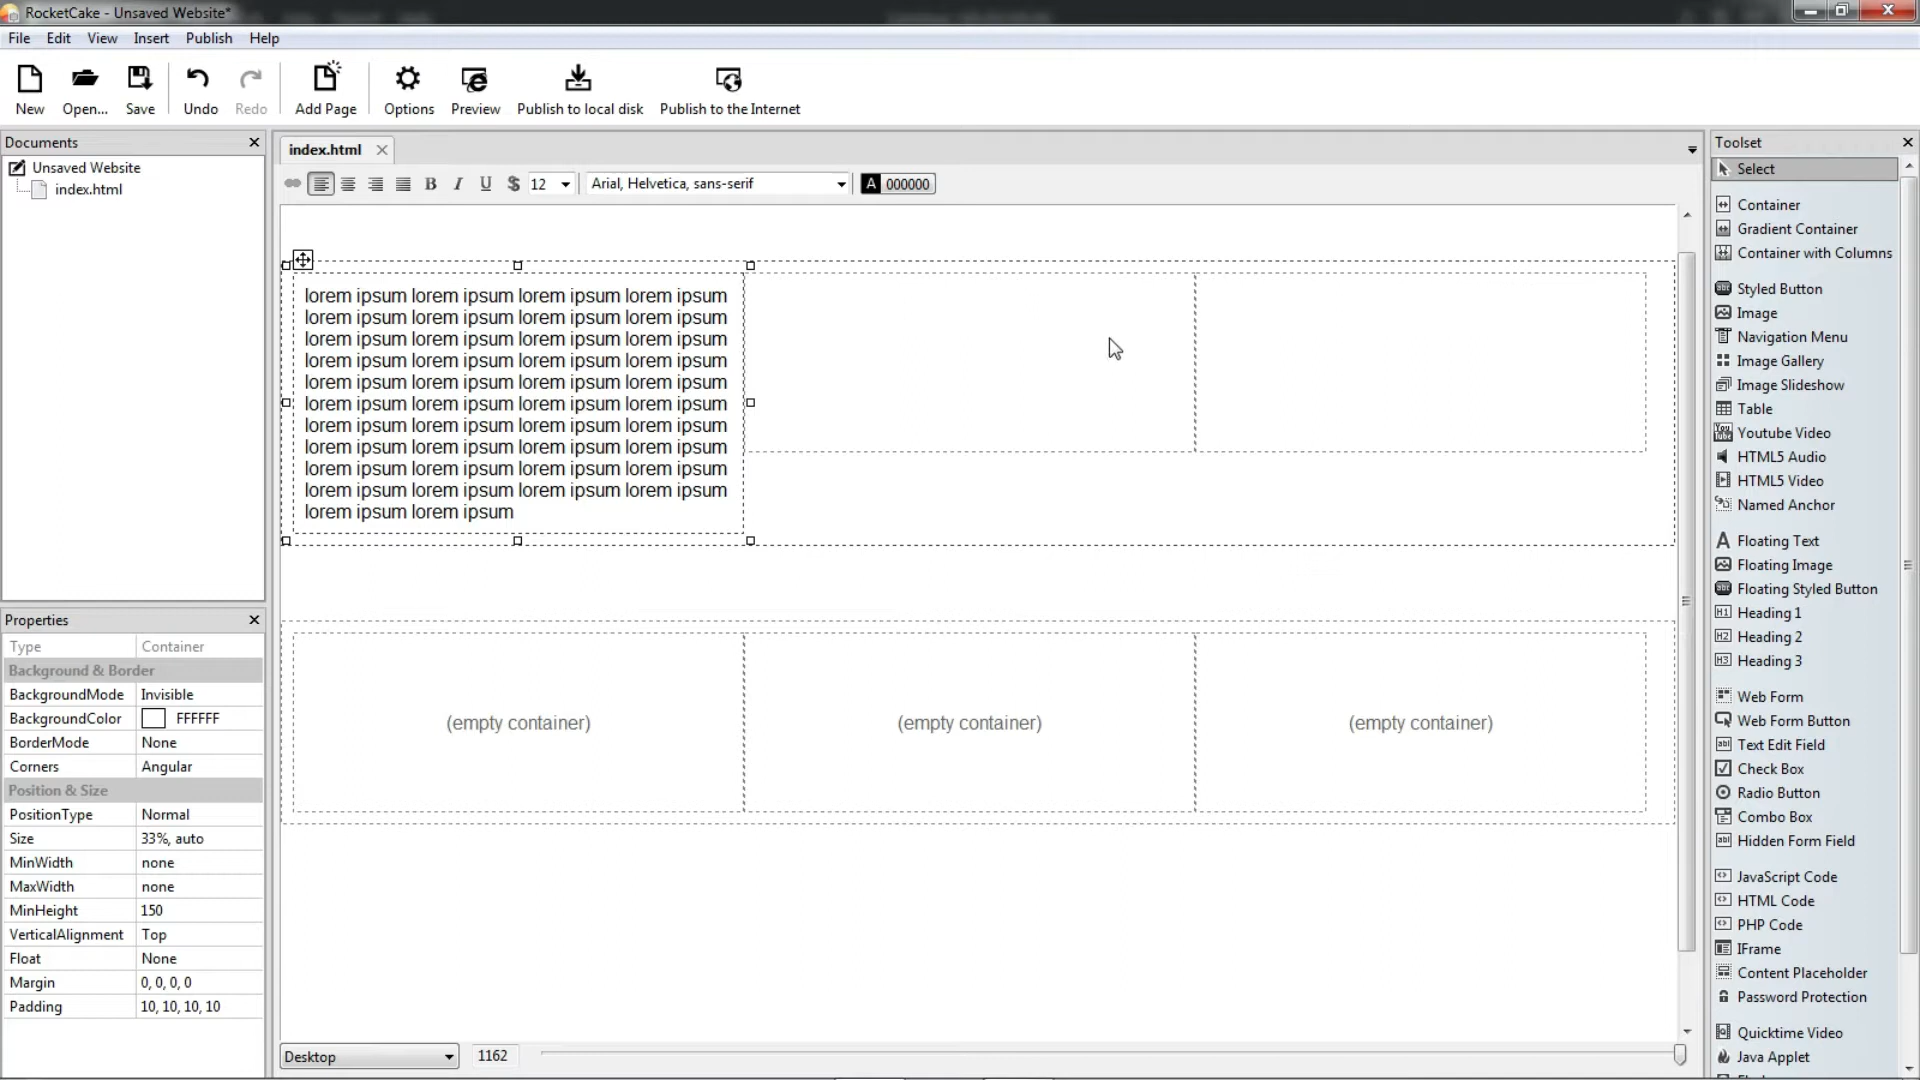 RocketCake - Unsaved Website*
File Edit View Insert Publish Help
New Open... Save Undo Redo Add Page Options Preview Publish to local disk Publish to the Internet
Documents
Unsaved Website
index.html
index.html
B I U $ 12 Arial, Helvetica, sans-serif A 000000
lorem ipsum lorem ipsum lorem ipsum lorem ipsum
lorem ipsum lorem ipsum lorem ipsum lorem ipsum
lorem ipsum lorem ipsum lorem ipsum lorem ipsum
lorem ipsum lorem ipsum lorem ipsum lorem ipsum
lorem ipsum lorem ipsum lorem ipsum lorem ipsum
lorem ipsum lorem ipsum lorem ipsum lorem ipsum
lorem ipsum lorem ipsum lorem ipsum lorem ipsum
lorem ipsum lorem ipsum lorem ipsum lorem ipsum
lorem ipsum lorem ipsum lorem ipsum lorem ipsum
lorem ipsum lorem ipsum lorem ipsum lorem ipsum
lorem ipsum lorem ipsum
(empty container) (empty container) (empty container)
Desktop 1162
Properties
Type Container
Background & Border
BackgroundMode Invisible
BackgroundColor FFFFFF
BorderMode None
Corners Angular
Position & Size
PositionType Normal
Size 33%, auto
MinWidth none
MaxWidth none
MinHeight 150
VerticalAlignment Top
Float None
Margin 0, 0, 0, 0
Padding 10, 10, 10, 10
Toolset
Select
Container
Gradient Container
Container with Columns
Styled Button
Image
Navigation Menu
Image Gallery
Image Slideshow
Table
Youtube Video
HTML5 Audio
HTML5 Video
Named Anchor
Floating Text
Floating Image
Floating Styled Button
Heading 1
Heading 2
Heading 3
Web Form
Web Form Button
Text Edit Field
Check Box
Radio Button
Combo Box
Hidden Form Field
JavaScript Code
HTML Code
PHP Code
IFrame
Content Placeholder
Password Protection
Quicktime Video
Java Applet